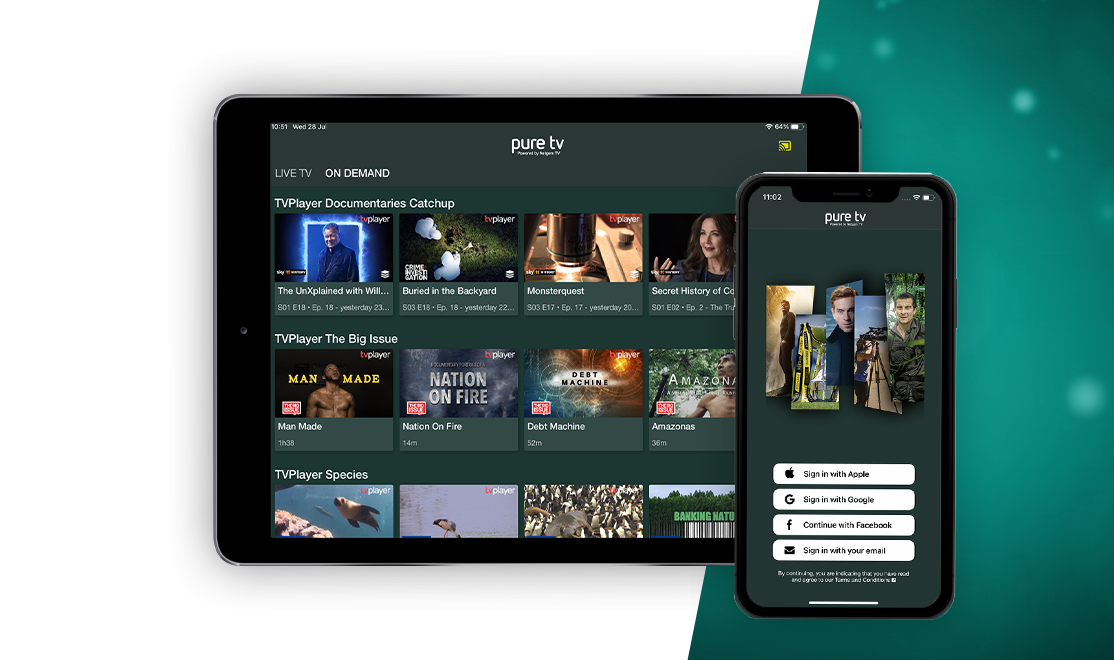 10:51 Wed 28 Jul
64%
pure tv
Powered by Netgem TV
LIVE TV ON DEMAND
TVPlayer Documentaries Catchup
tvplayer
sky HISTORY
The UnXplained with Will...
S01 E18 • Ep. 18 - yesterday 23...
tvplayer
CRIME+
INVESTI
GATION
Buried in the Backyard
S03 E18 • Ep. 18 - yesterday 22...
tvplayer
sky HISTORY
Monsterquest
S03 E17 • Ep. 17 - yesterday 20...
sky HISTORY
Secret History of Co
S01 E02 • Ep. 2 - The Tru
TVPlayer The Big Issue
tvplayer
MAN MADE
THE BIG
ISSUE
Man Made
1h38
tvplayer
NATION
ON FIRE
THE BIG
ISSUE
Nation On Fire
14m
tvplayer
DEBT
MACHINE
THE BIG
ISSUE
Debt Machine
52m
AMAZONA
THE BIG
ISSUE
Amazonas
36m
TVPlayer Species
tvplayer
tvplayer
tvplayer
BANKING NATU
11:02
pure tv
Powered by Netgem TV
Sign in with Apple
Sign in with Google
Continue with Facebook
Sign in with your email
By continuing, you are indicating that you have read
and agree to our Terms and Conditions